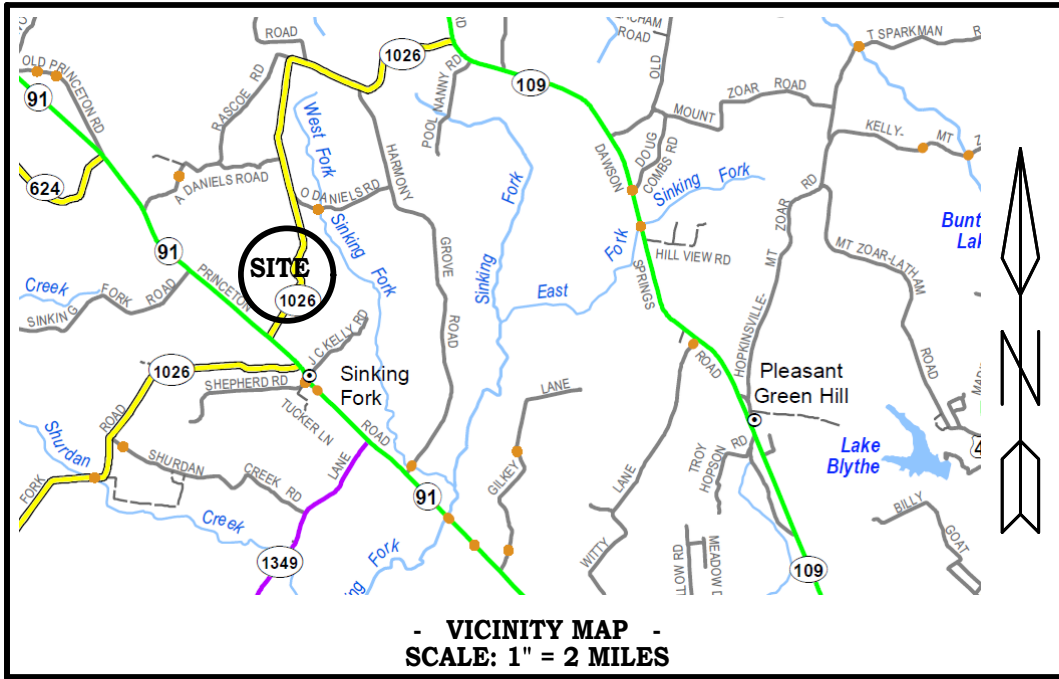 OLD PRINCETON RD
91
624
ROAD
RASCOE RD
A DANIELS ROAD
1026
West Fork
Sinking Fork
O DANIELS RD
HARMONY
GROVE
ROAD
POOL NANNY RD
RD
109
ROAD
OLD
MOUNT ZOAR ROAD
DOUG
COMBS RD
DAWSON
SPRINGS
ROAD
T SPARKMAN
KELLY-
MT
Sinking Fork
Sinking
Fork
East
Fork
HILL VIEW RD
HOPKINSVILLE-
MT
ZOAR
RD
MT ZOAR-LATHAM
ROAD
91
SITE
1026
PRINCETON
ROAD
Creek
SINKING FORK ROAD
1026
J C KELLY RD
SHEPHERD RD
Sinking
Fork
TUCKER LN
Shurdan
Creek
ROAD
FORK
SHURDAN
CREEK RD
LANE
1349
91
Fork
GILKEY
LANE
WITTY
LANE
TROY
HOPSON
RD
MEADOW
Pleasant
Green Hill
Lake
Blythe
BILLY
GOAT
109
N
- VICINITY MAP -
SCALE: 1" = 2 MILES